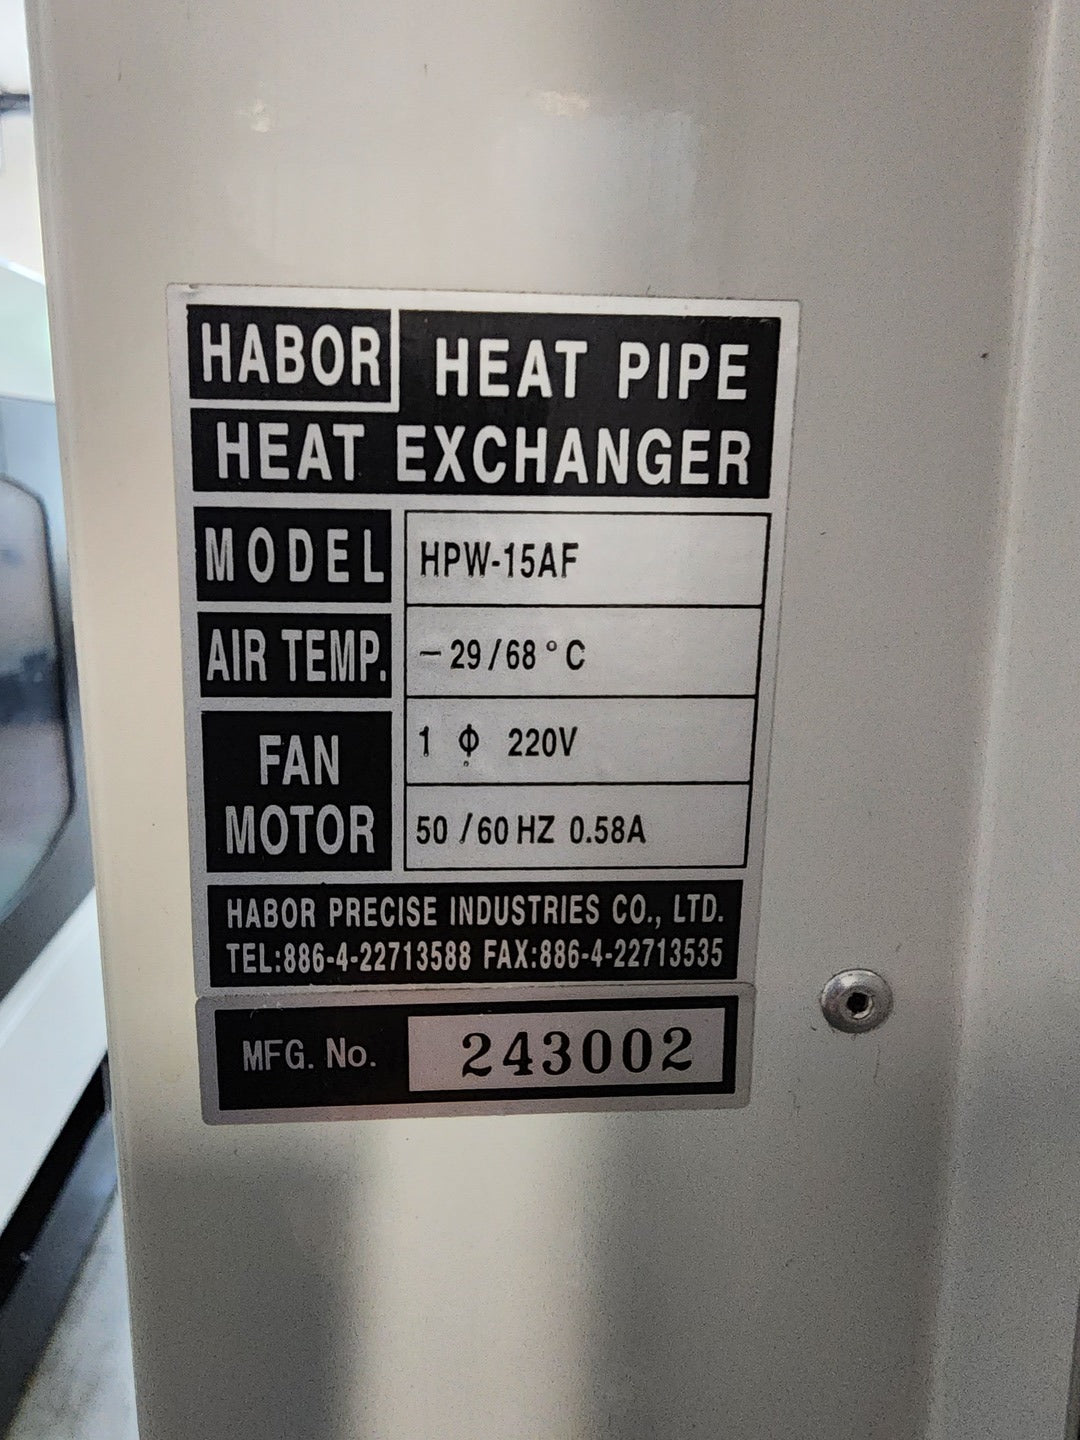 HABOR HEAT PIPE
HEAT EXCHANGER
MODEL HPW-15AF
AIR TEMP. – 29/68 °C
FAN MOTOR
1 Φ 220V
50 /60 HZ 0.58A
HABOR PRECISE INDUSTRIES CO., LTD.
TEL:886-4-22713588 FAX:886-4-22713535
MFG. No. 243002